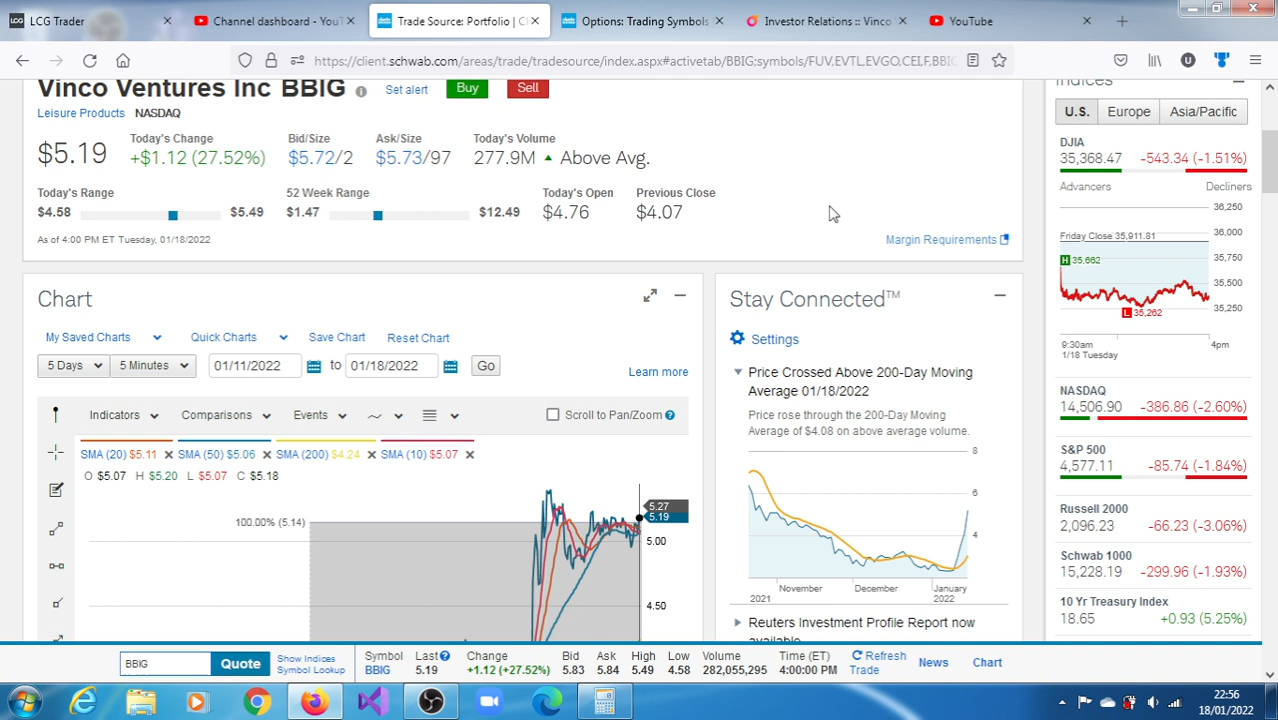 LCG Trader
Channel dashboard - YouT
Trade Source: Portfolio | C
Options: Trading Symbols
Investor Relations :: Vinco
YouTube
https://client.schwab.com/areas/trade/tradesource/index.aspx#activetab/BBIG:symbols/FUV,EVTL,EVGO,CEI,F,BBIG
Vinco Ventures Inc BBIG
Set alert
Buy
Sell
Leisure Products NASDAQ
$5.19
Today's Change
+$1.12 (27.52%)
Bid/Size
$5.72/2
Ask/Size
$5.73/97
Today's Volume
277.9M Above Avg.
Today's Range
$4.58
$5.49
52 Week Range
$1.47
$12.49
Today's Open
$4.76
Previous Close
$4.07
As of 4:00 PM ET Tuesday, 01/18/2022
Margin Requirements
Chart
My Saved Charts
Quick Charts
Save Chart
Reset Chart
5 Days
5 Minutes
01/11/2022
to
01/18/2022
Go
Learn more
Indicators
Comparisons
Events
Scroll to Pan/Zoom
SMA (20) $5.11
SMA (50) $5.06
SMA (200) $4.24
SMA (10) $5.07
O $5.07 H $5.20 L $5.07 C $5.18
100.00% (5.14)
5.27
5.19
5.00
4.50
Stay Connected™
Settings
Price Crossed Above 200-Day Moving
Average 01/18/2022
Price rose through the 200-Day Moving
Average of $4.08 on above average volume.
8
6
4
November
December
January
2021
2022
Reuters Investment Profile Report now
available
Indices
U.S.
Europe
Asia/Pacific
DJIA
35,368.47 -543.34 (-1.51%)
Advancers
Decliners
36,250
Friday Close 35,911.81
36,000
H 35,662
35,750
35,500
35,250
L 35,262
9:30am
4pm
1/18 Tuesday
NASDAQ
14,506.90 -386.86 (-2.60%)
S&P 500
4,577.11 -85.74 (-1.84%)
Russell 2000
2,096.23 -66.23 (-3.06%)
Schwab 1000
15,228.19 -299.96 (-1.93%)
10 Yr Treasury Index
18.65 +0.93 (5.25%)
BBIG
Quote
Show Indices
Symbol Lookup
Symbol
BBIG
Last
5.19
Change
+1.12 (+27.52%)
Bid
5.83
Ask
5.84
High
5.49
Low
4.58
Volume
282,055,295
Time (ET)
4:00:00 PM
Refresh
Trade
News
Chart
22:56
18/01/2022